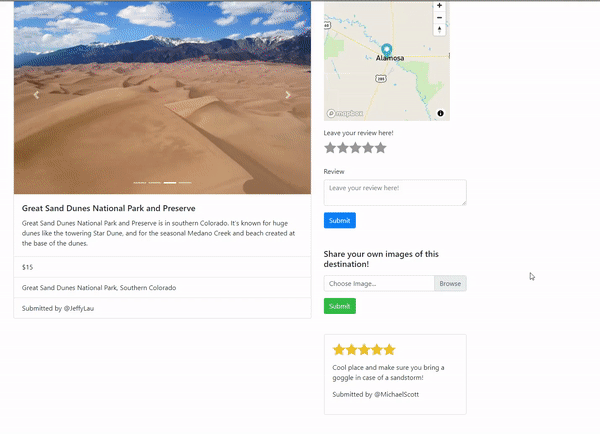 Great Sand Dunes National Park and Preserve
Great Sand Dunes National Park and Preserve is in southern Colorado. It's known for huge
dunes like the towering Star Dune, and for the seasonal Medano Creek and beach created at
the base of the dunes.
$15
Great Sand Dunes National Park, Southern Colorado
Submitted by @JeffyLau
285
Alamosa
285
mapbox
Leave your review here!
Review
Leave your review here!
Submit
Share your own images of this
destination!
Choose Image...
Browse
Submit
Cool place and make sure you bring a
goggle in case of a sandstorm!
Submitted by @MichaelScott